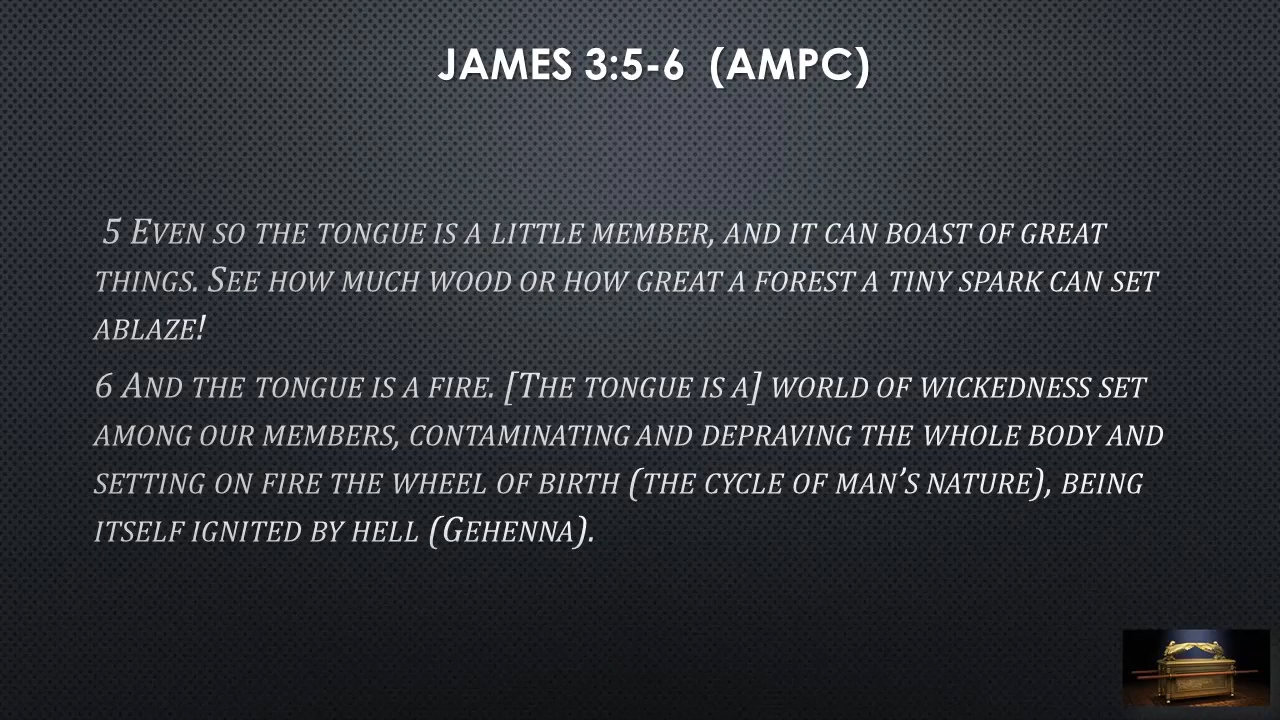 JAMES 3:5-6 (AMPC)
5 EVEN SO THE TONGUE IS A LITTLE MEMBER, AND IT CAN BOAST OF GREAT
THINGS. SEE HOW MUCH WOOD OR HOW GREAT A FOREST A TINY SPARK CAN SET
ABLAZE!
6 AND THE TONGUE IS A FIRE. [THE TONGUE IS A] WORLD OF WICKEDNESS SET
AMONG OUR MEMBERS, CONTAMINATING AND DEPRAVING THE WHOLE BODY AND
SETTING ON FIRE THE WHEEL OF BIRTH (THE CYCLE OF MAN’S NATURE), BEING
ITSELF IGNITED BY HELL (GEHENNA).